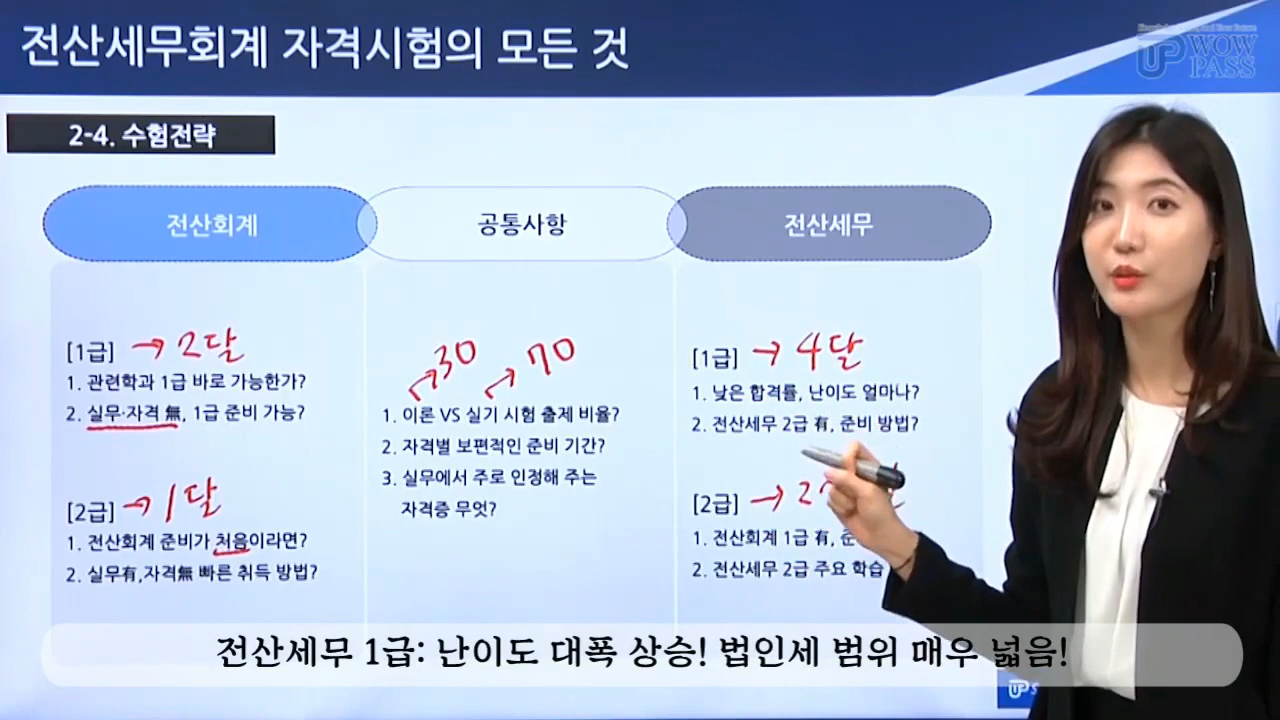 전산세무회계 자격시험의 모든 것
WOW
PASS
2-4. 수험전략
전산회계
공통사항
전산세무
[1급] → 2달
1. 관련학과 1급 바로 가능한가?
2. 실무·자격 無, 1급 준비 가능?
[2급] → 1달
1. 전산회계 준비가 처음이라면?
2. 실무有,자격無 빠른 취득 방법?
30 70
1. 이론 VS 실기 시험 출제 비율?
2. 자격별 보편적인 준비 기간?
3. 실무에서 주로 인정해 주는
자격증 무엇?
[1급] → 4달
1. 낮은 합격률, 난이도 얼마나?
2. 전산세무 2급 有, 준비 방법?
[2급] → 2
1. 전산회계 1급 有, 준
2. 전산세무 2급 주요 학습
전산세무 1급: 난이도 대폭 상승! 법인세 범위 매우 넓음!